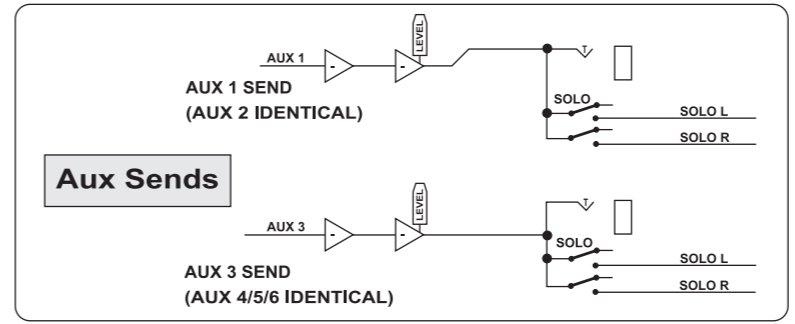 LEVEL
AUX 1
T
AUX 1 SEND
(AUX 2 IDENTICAL)
SOLO
SOLO L
SOLO R
Aux Sends
LEVEL
AUX 3
T
AUX 3 SEND
(AUX 4/5/6 IDENTICAL)
SOLO
SOLO L
SOLO R